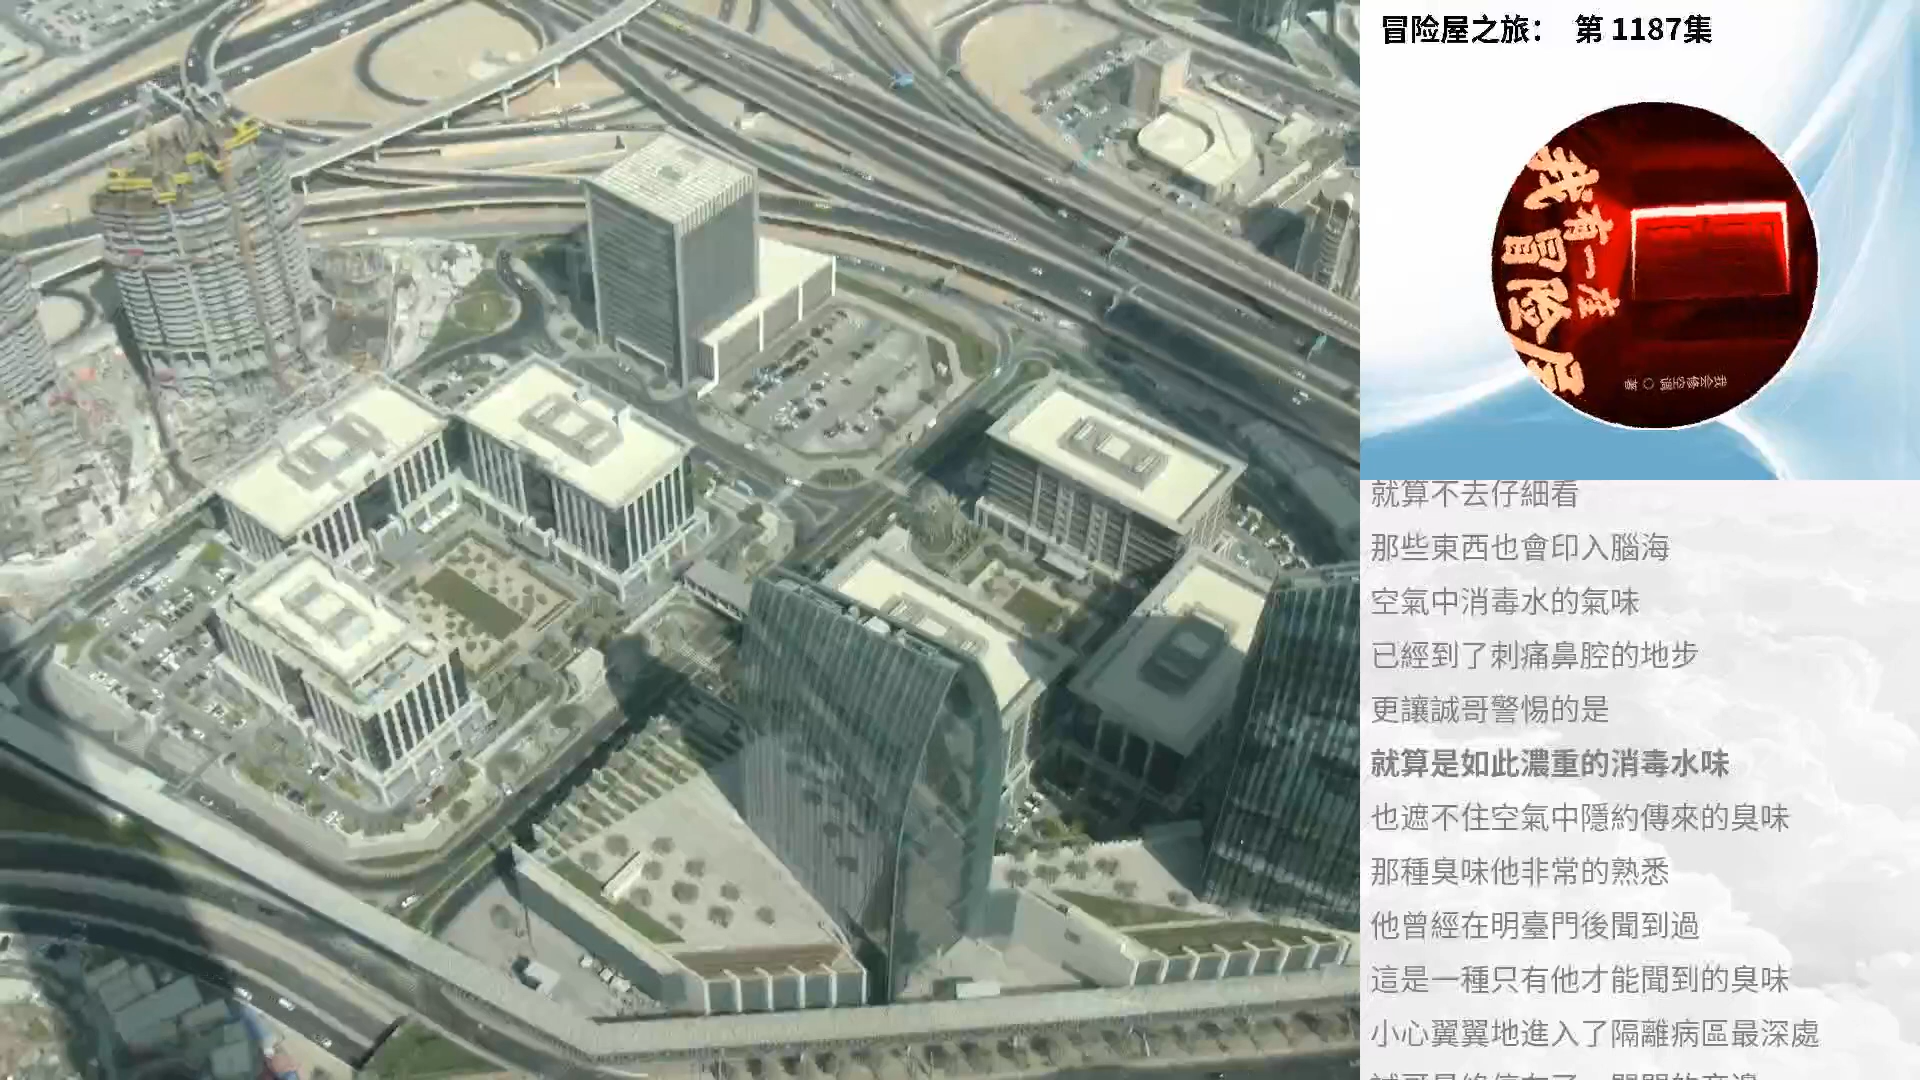 冒险屋之旅： 第 1187集
我有一座
冒险屋
我会修空调 〇 著
就算不去仔細看
那些東西也會印入腦海
空氣中消毒水的氣味
已經到了刺痛鼻腔的地步
更讓誠哥警惕的是
就算是如此濃重的消毒水味
也遮不住空氣中隱約傳來的臭味
那種臭味他非常的熟悉
他曾經在明臺門後聞到過
這是一種只有他才能聞到的臭味
小心翼翼地進入了隔離病區最深處